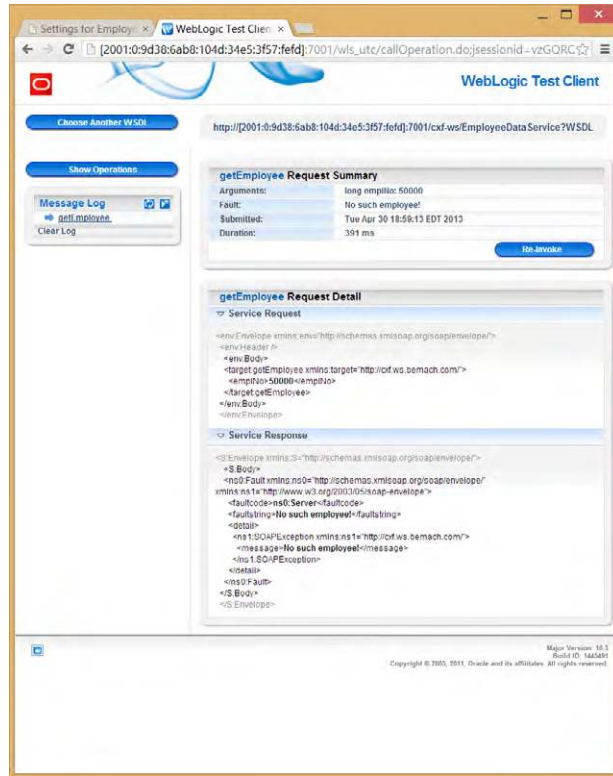 Settings for Employ
WebLogic Test Clien
[2001:0:9d38:6ab8:104d:34e5:3f57:fefd]:7001/wls_utc/callOperation.do;jsessionid=vzGQRC
WebLogic Test Client
Choose Another WSDL
http://[2001:0:9d38:6ab8:104d:34e5:3f57:fefd]:7001/cxf-ws/EmployeeDataService?WSDL
Show Operations
Message Log
getEmployee
Clear Log
getEmployee Request Summary
Arguments: long emplNo: 50000
Fault: No such employee!
Submitted: Tue Apr 30 18:59:13 EDT 2013
Duration: 391 ms
Re-Invoke
getEmployee Request Detail
Service Request
<env:Envelope xmlns:env="http://schemas.xmlsoap.org/soap/envelope/">
<env:Header />
<env:Body>
<target:getEmployee xmlns:target="http://cxf.ws.bemach.com/">
<emplNo>50000</emplNo>
</target:getEmployee>
</env:Body>
</env:Envelope>
Service Response
<S:Envelope xmlns:S="http://schemas.xmlsoap.org/soap/envelope/">
<S:Body>
<ns0:Fault xmlns:ns0="http://schemas.xmlsoap.org/soap/envelope/"
xmlns:ns1="http://www.w3.org/2003/05/soap-envelope">
<faultcode>ns0:Server</faultcode>
<faultstring>No such employee!</faultstring>
<detail>
<ns1:SOAPException xmlns:ns1="http://cxf.ws.bemach.com/">
<message>No such employee!</message>
</ns1:SOAPException>
</detail>
</ns0:Fault>
</S:Body>
</S:Envelope>
Major Version: 10.3
Build ID: 1445491
Copyright © 2003, 2011, Oracle and its affiliates. All rights reserved.